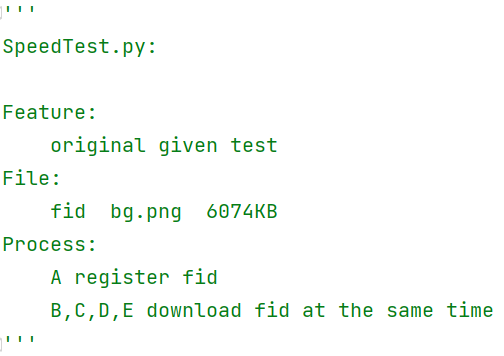 '''
SpeedTest.py:
Feature:
original given test
File:
fid bg.png 6074KB
Process:
A register fid
B,C,D,E download fid at the same time
'''